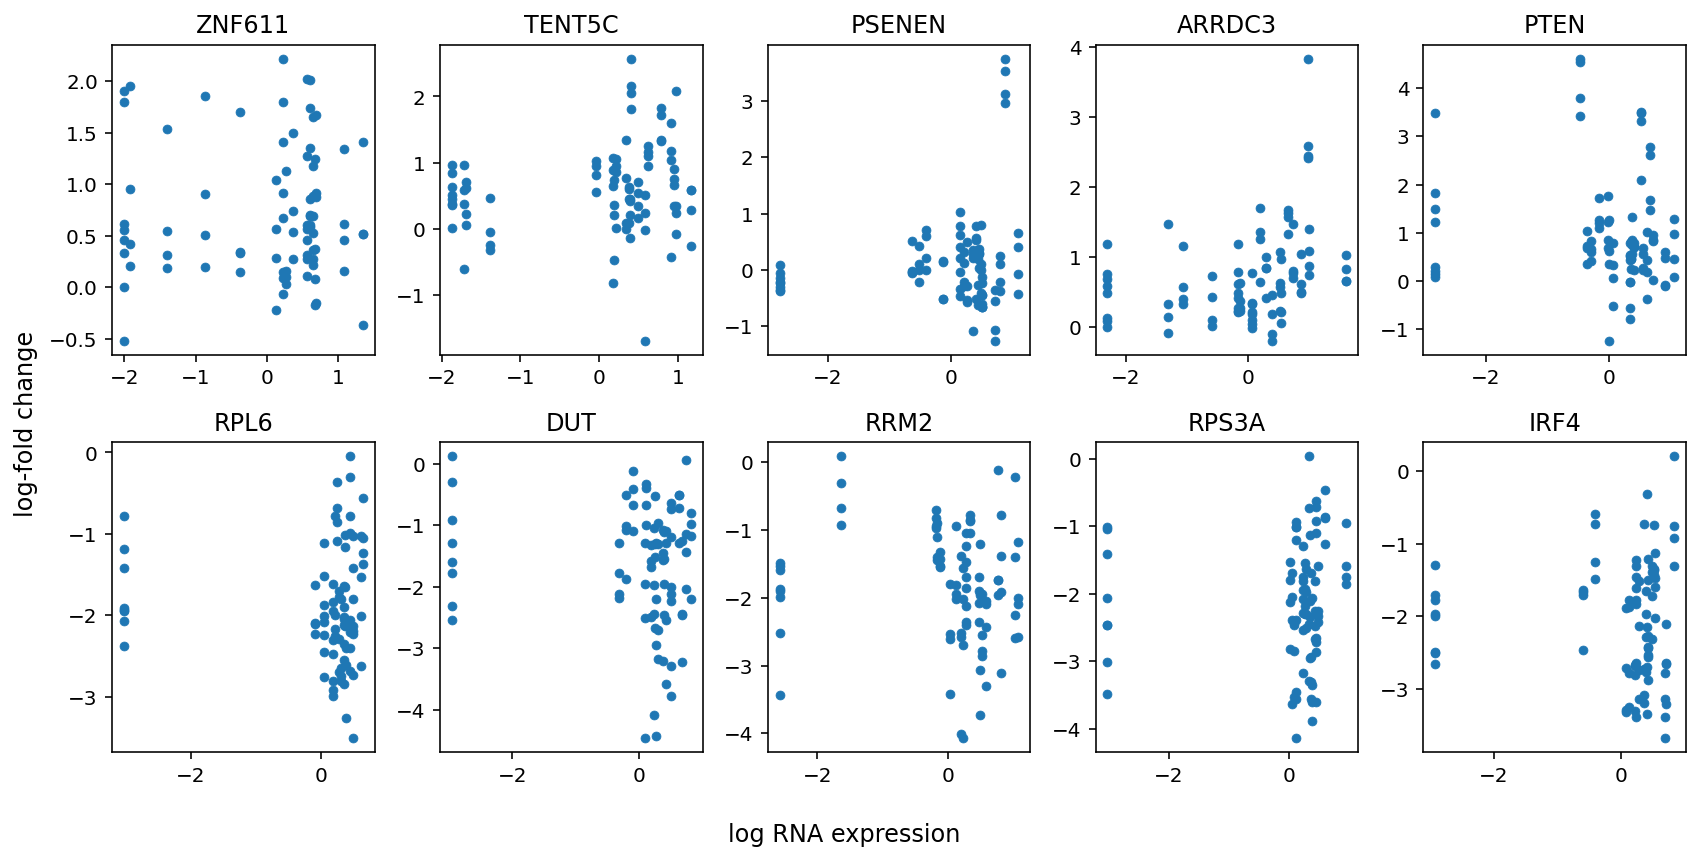 ZNF611 TENT5C PSENEN ARRDC3 PTEN
2.0 1.5 1.0 0.5 0.0 −0.5
2 1 0 −1
3 2 1 0 −1
4 3 2 1 0
4 3 2 1 0 −1
−2 −1 0 1
−2 −1 0 1
−2 0
−2 0
−2 0
log-fold change
RPL6 DUT RRM2 RPS3A IRF4
0 −1 −2 −3
0 −1 −2 −3 −4
0 −1 −2 −3 −4
0 −1 −2 −3 −4
0 −1 −2 −3
−2 0
−2 0
−2 0
−2 0
−2 0
log RNA expression